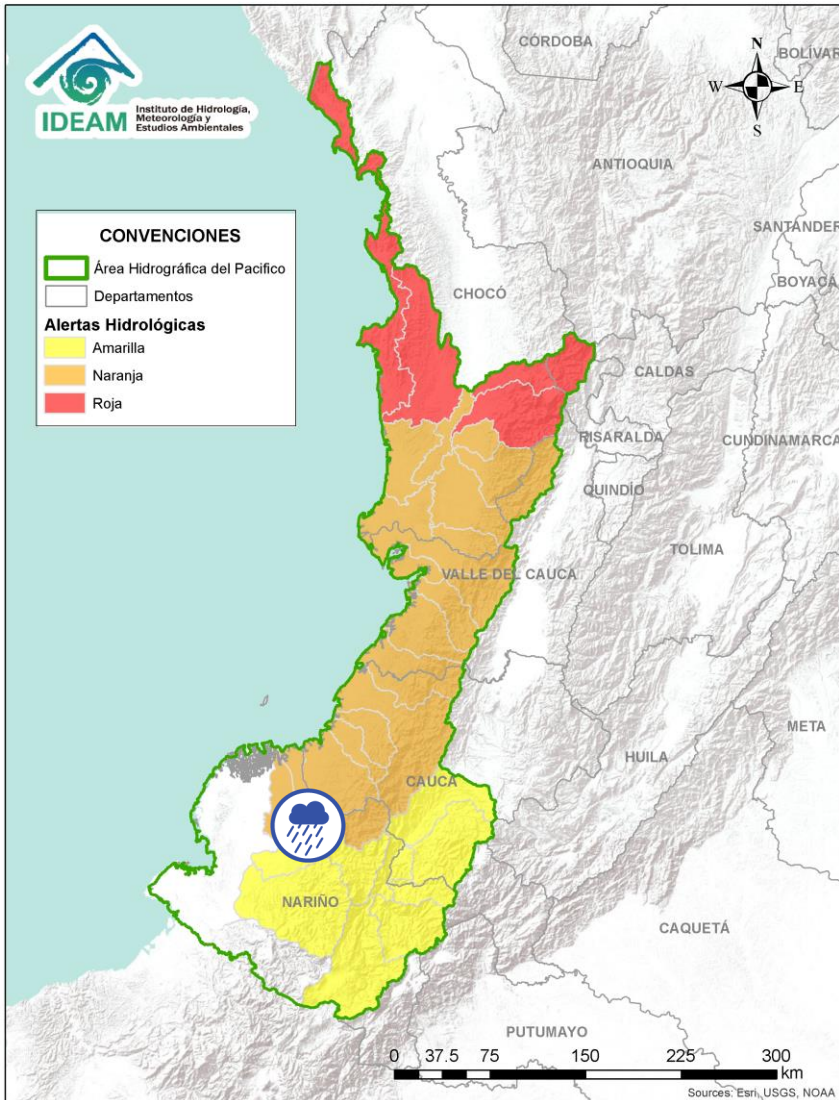 IDEAM
Instituto de Hidrología,
Meteorología y
Estudios Ambientales
CÓRDOBA
BOLÍVAR
N
W
E
S
ANTIOQUIA
SANTANDER
BOYACÁ
CONVENCIONES
Área Hidrográfica del Pacifico
Departamentos
Alertas Hidrológicas
Amarilla
Naranja
Roja
CHOCÓ
CALDAS
RISARALDA
CUNDINAMARCA
QUINDÍO
TOLIMA
VALLE DEL CAUCA
META
HUILA
CAUCA
NARIÑO
CAQUETÁ
PUTUMAYO
0 37.5 75 150 225 300
km
Sources: Esri, USGS, NOAA